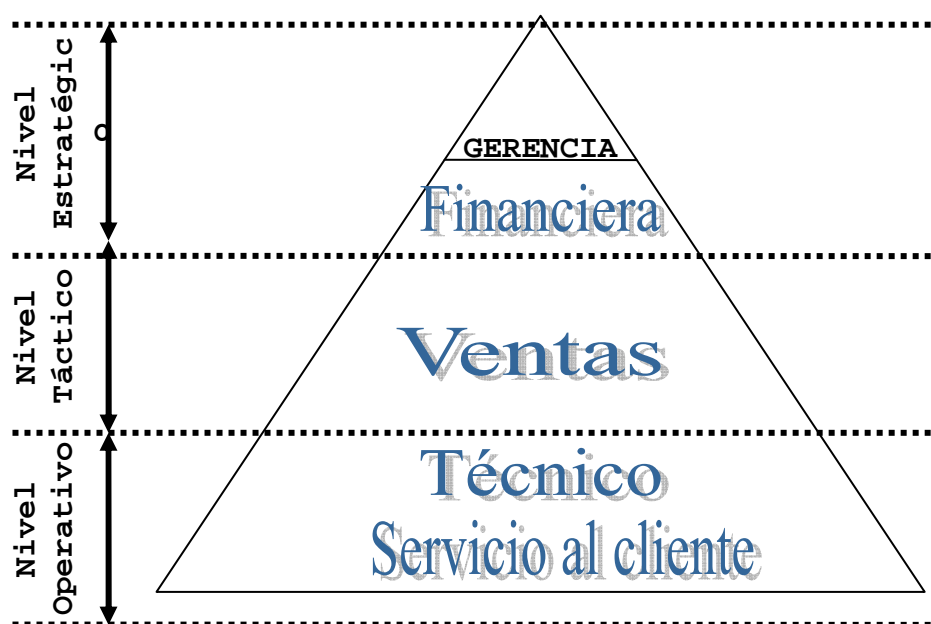 Nivel
Estratégic
o
GERENCIA
Financiera
Nivel
Táctico
Ventas
Nivel
Operativo
Técnico
Servicio al cliente